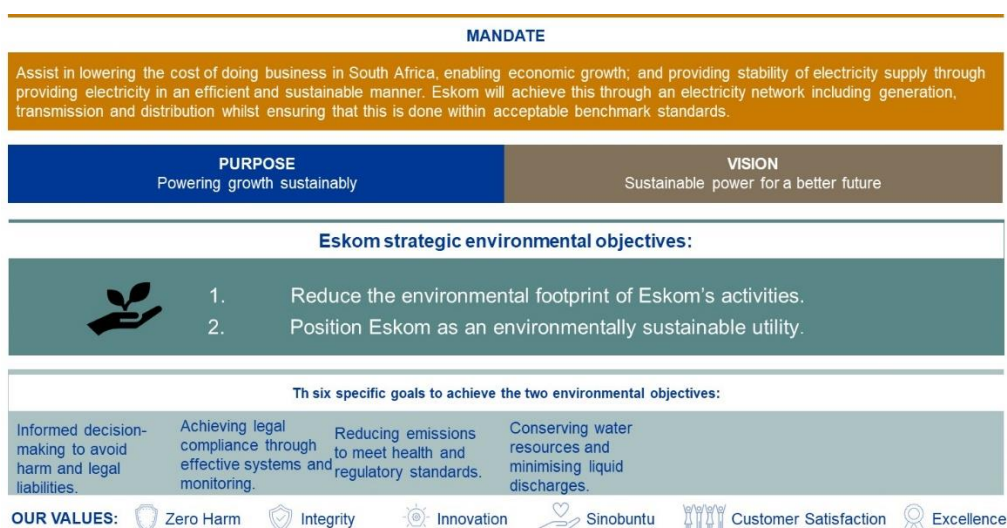 MANDATE
Assist in lowering the cost of doing business in South Africa, enabling economic growth; and providing stability of electricity supply through
providing electricity in an efficient and sustainable manner. Eskom will achieve this through an electricity network including generation,
transmission and distribution whilst ensuring that this is done within acceptable benchmark standards.
PURPOSE
Powering growth sustainably
VISION
Sustainable power for a better future
Eskom strategic environmental objectives:
1. Reduce the environmental footprint of Eskom's activities.
2. Position Eskom as an environmentally sustainable utility.
Th six specific goals to achieve the two environmental objectives:
Informed decision-
making to avoid
harm and legal
liabilities.
Achieving legal
compliance through
effective systems and
monitoring.
Reducing emissions
to meet health and
regulatory standards.
Conserving water
resources and
minimising liquid
discharges.
OUR VALUES: Zero Harm Integrity Innovation Sinobuntu Customer Satisfaction Excellence